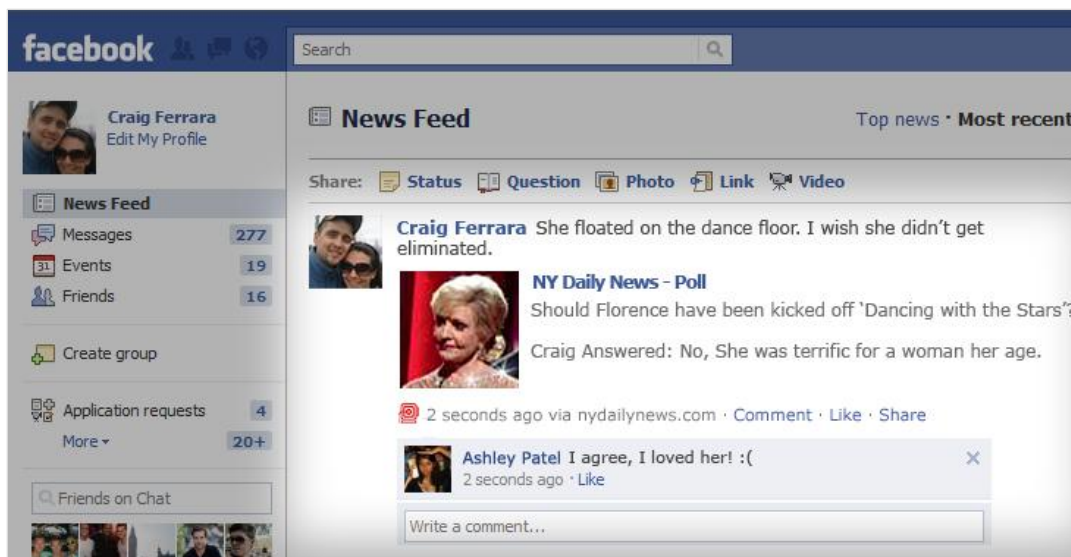 facebook
Search
Craig Ferrara
Edit My Profile
News Feed
Messages 277
31 Events 19
Friends 16
Create group
Application requests 4
More 20+
Friends on Chat
News Feed
Top news · Most recent
Share: Status Question Photo Link Video
Craig Ferrara She floated on the dance floor. I wish she didn't get
eliminated.
NY Daily News - Poll
Should Florence have been kicked off 'Dancing with the Stars'?
Craig Answered: No, She was terrific for a woman her age.
2 seconds ago via nydailynews.com · Comment · Like · Share
Ashley Patel I agree, I loved her! :(
2 seconds ago · Like
Write a comment...